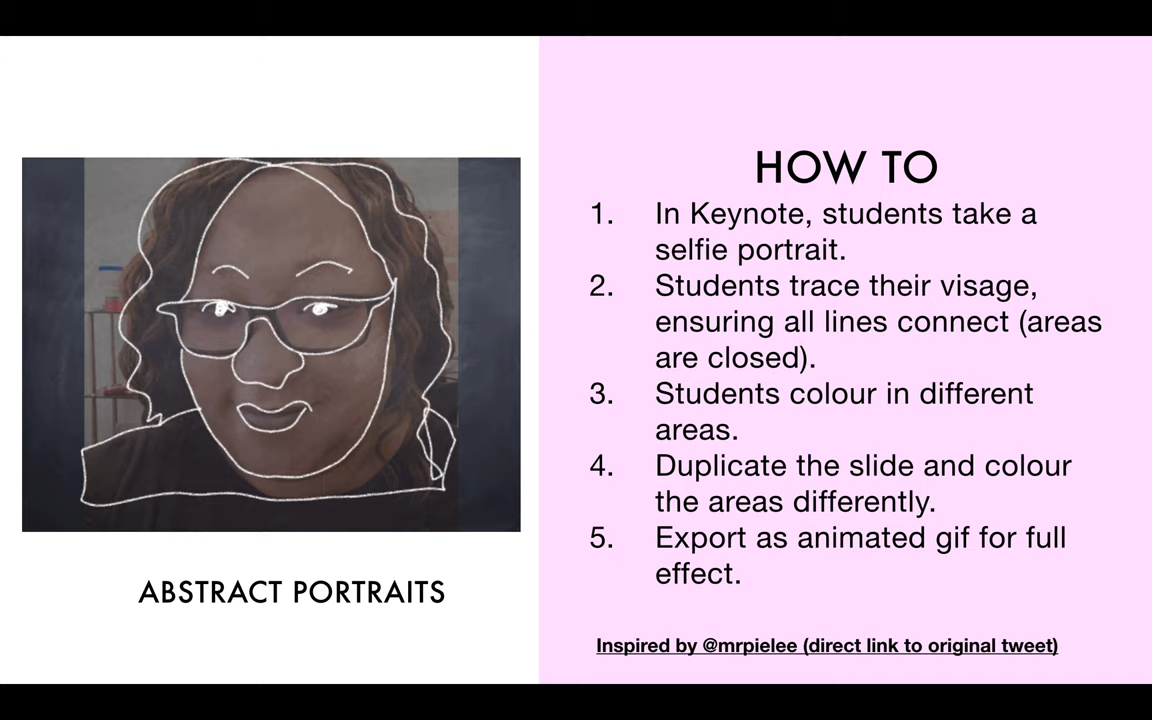 ABSTRACT PORTRAITS
HOW TO
1. In Keynote, students take a
selfie portrait.
2. Students trace their visage,
ensuring all lines connect (areas
are closed).
3. Students colour in different
areas.
4. Duplicate the slide and colour
the areas differently.
5. Export as animated gif for full
effect.
Inspired by @mrpielee (direct link to original tweet)